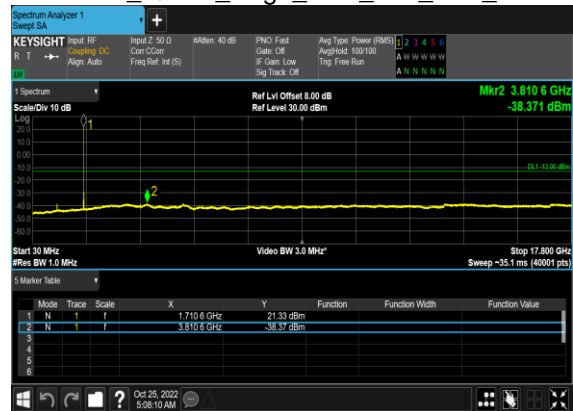 Spectrum Analyzer 1
Swept SA
+
KEYSIGHT Input: RF Input Z: 50 Ω #Atten: 40 dB PNO: Fast Avg Type: Power (RMS) 1 2 3 4 5 6
R T Coupling: DC Corr CCorr Gate: Off Avg|Hold: 100/100 A W W W W W
Align: Auto Freq Ref: Int (S) IF Gain: Low Trig: Free Run
LW Sig Track: Off A N N N N N
1 Spectrum Ref Lvl Offset 8.00 dB Mkr2 3.810 6 GHz
Scale/Div 10 dB Ref Level 30.00 dBm -38.371 dBm
Log
1
20.0
10.0
0.00
-10.0
DL1 -13.00 dBm
-20.0
-30.0
2
-40.0
-50.0
-60.0
Start 30 MHz Video BW 3.0 MHz* Stop 17.800 GHz
#Res BW 1.0 MHz Sweep ~35.1 ms (40001 pts)
5 Marker Table
Mode Trace Scale X Y Function Function Width Function Value
1 N 1 f 1.710 6 GHz 21.33 dBm
2 N 1 f 3.810 6 GHz -38.37 dBm
3
4
5
6
? Oct 25, 2022
5:08:10 AM